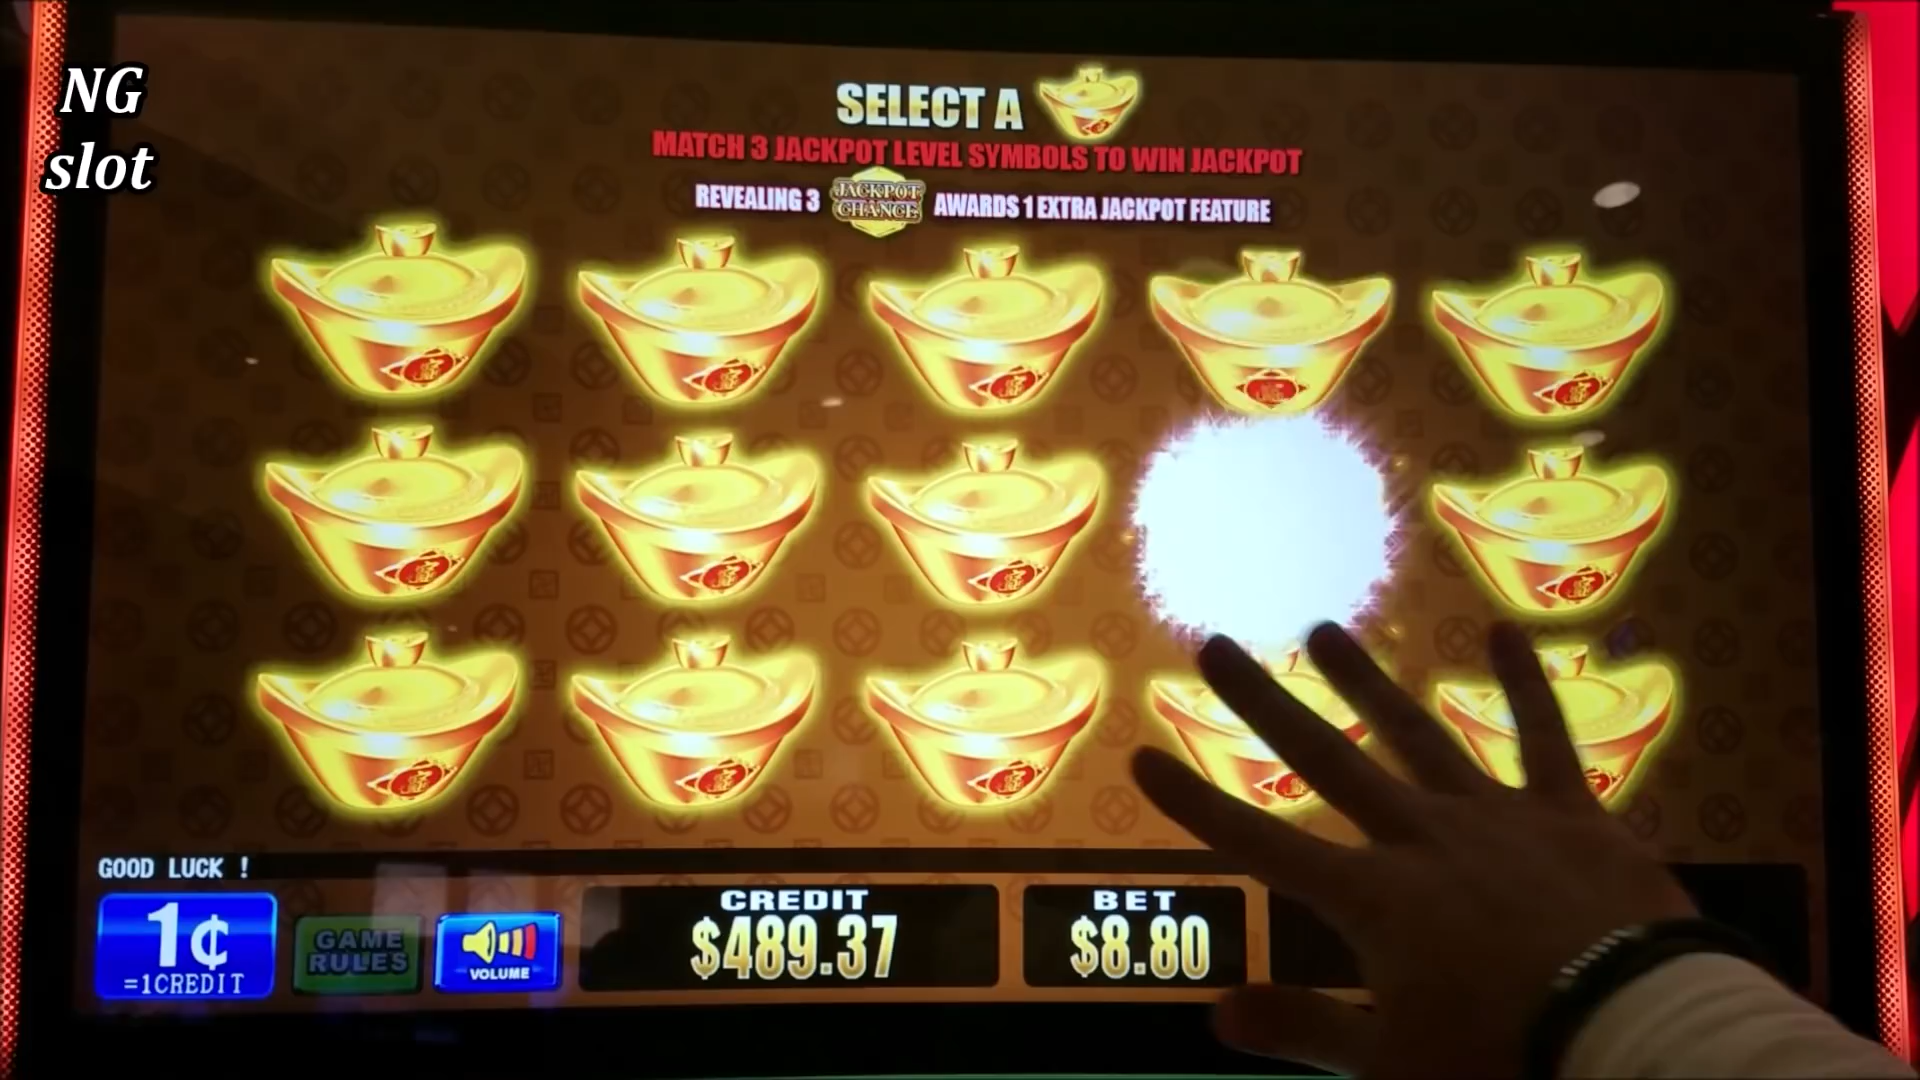 NG
slot
SELECT A
MATCH 3 JACKPOT LEVEL SYMBOLS TO WIN JACKPOT
REVEALING 3 JACKPOT CHANCE AWARDS 1 EXTRA JACKPOT FEATURE
GOOD LUCK !
1¢
=1CREDIT
GAME
RULES
VOLUME
CREDIT
$489.37
BET
$8.80